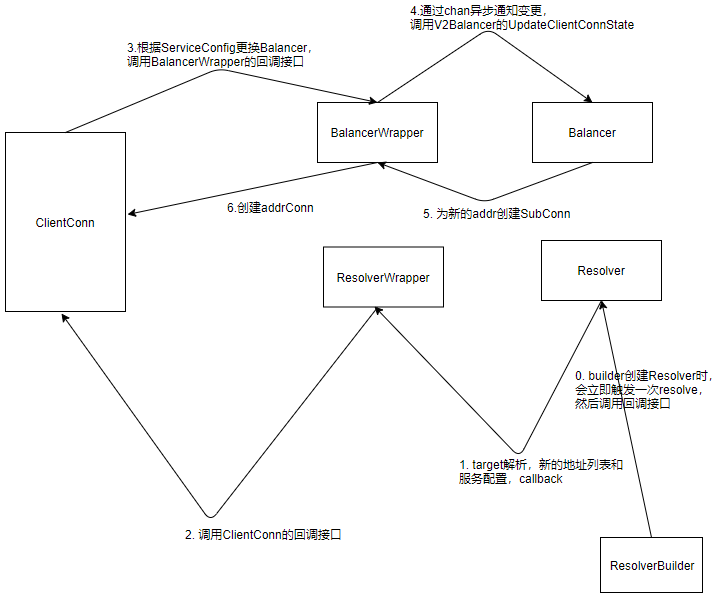 4. 通过chan异步通知变更，
调用V2Balancer的UpdateClientConnState
3.根据ServiceConfig更换Balancer，
调用BalancerWrapper的回调接口
BalancerWrapper
Balancer
ClientConn
6.创建addrConn
5. 为新的addr创建SubConn
ResolverWrapper
Resolver
0. builder创建Resolver时，
会立即触发一次resolve，
然后调用回调接口
1. target解析，新的地址列表和
服务配置，callback
2. 调用ClientConn的回调接口
ResolverBuilder